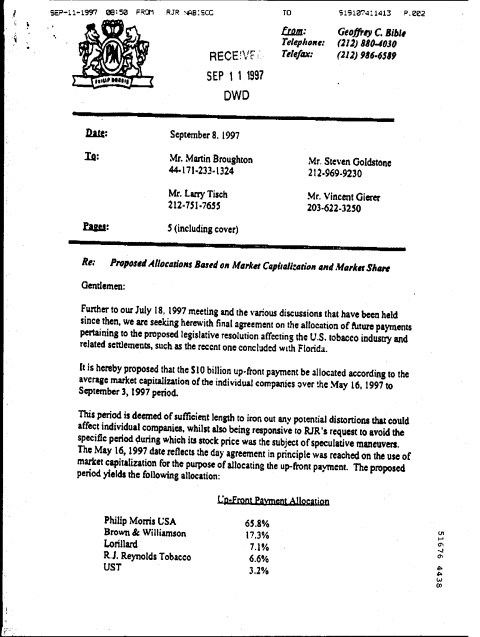 SEP-11-1997 08:50 FROM RJR NAB:SCC TO 919107411413 P.002
From: Geoffrey C. Bible
Telephone: (212) 880-4030
Telefax: (212) 986-6589
PM
PHILIP MORRIS
RECEIVED
SEP 11 1997
DWD
Date: September 8, 1997
To: Mr. Martin Broughton Mr. Steven Goldstone
44-171-233-1324 212-969-9230
Mr. Larry Tisch Mr. Vincent Gierer
212-751-7655 203-622-3250
Pages: 5 (including cover)
Re: Proposed Allocations Based on Market Capitalization and Market Share
Gentlemen:
Further to our July 18, 1997 meeting and the various discussions that have been held
since then, we are seeking herewith final agreement on the allocation of future payments
pertaining to the proposed legislative resolution affecting the U.S. tobacco industry and
related settlements, such as the recent one concluded with Florida.
It is hereby proposed that the $10 billion up-front payment be allocated according to the
average market capitalization of the individual companies over the May 16, 1997 to
September 3, 1997 period.
This period is deemed of sufficient length to iron out any potential distortions that could
affect individual companies, whilst also being responsive to RJR's request to avoid the
specific period during which its stock price was the subject of speculative maneuvers.
The May 16, 1997 date reflects the day agreement in principle was reached on the use of
market capitalization for the purpose of allocating the up-front payment. The proposed
period yields the following allocation:
Up-Front Payment Allocation
Philip Morris USA 65.8%
Brown & Williamson 17.3%
Lorillard 7.1%
R.J. Reynolds Tobacco 6.6%
UST 3.2%
51676 4438